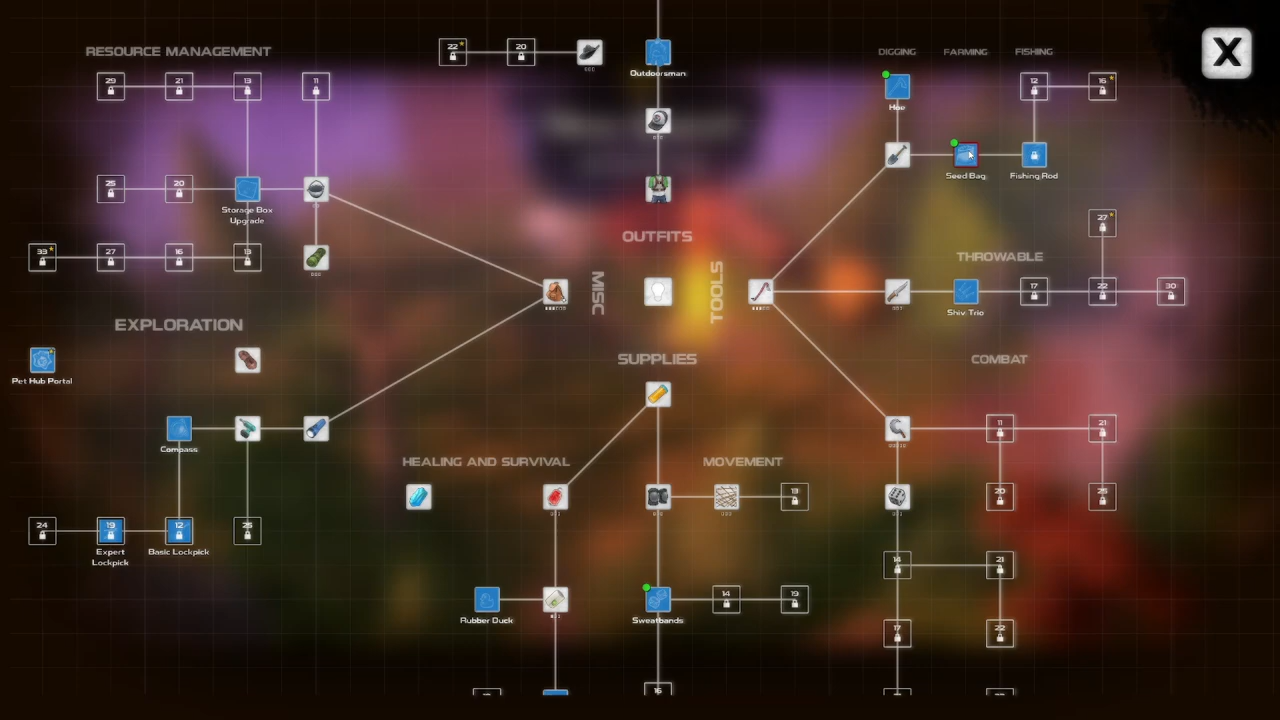 RESOURCE MANAGEMENT
22 20
Outdoorsman
DIGGING FARMING FISHING
X
29 21 13 11
Hoe
12 16
25 20
Storage Box
Upgrade
Seed Bag
Fishing Rod
33 27 16 13
OUTFITS
MISC
TOOLS
27
THROWABLE
Shiv Trio
17 22 30
EXPLORATION
Pet Hub Portal
SUPPLIES
COMBAT
Compass
11 21
HEALING AND SURVIVAL
MOVEMENT
13
20 25
24 19 12 25
Expert
Lockpick
Basic Lockpick
14 21
Rubber Duck
Sweatbands
14 19
17 22
16